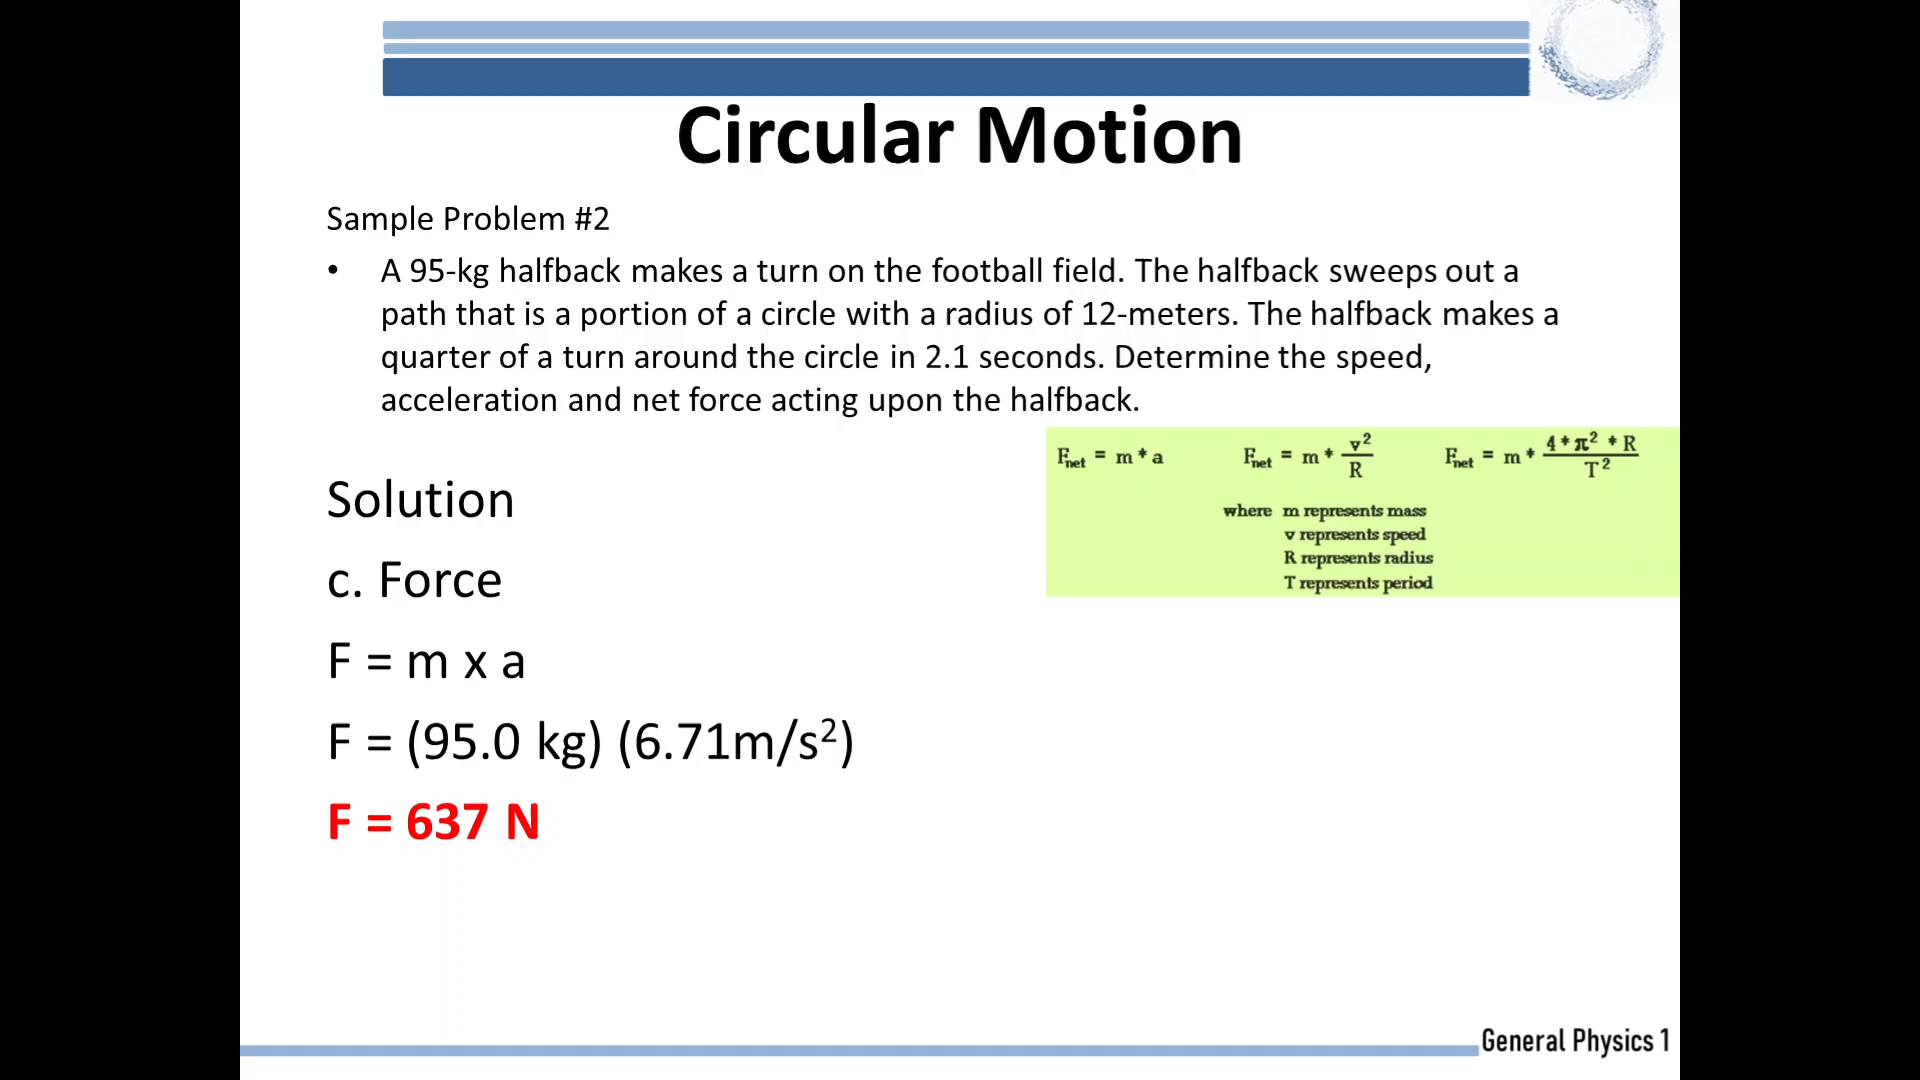 Circular Motion
Sample Problem #2
• A 95-kg halfback makes a turn on the football field. The halfback sweeps out a
path that is a portion of a circle with a radius of 12-meters. The halfback makes a
quarter of a turn around the circle in 2.1 seconds. Determine the speed,
acceleration and net force acting upon the halfback.
Fnet = m * a    Fnet = m * v²/R    Fnet = m * 4 * π² * R/T²
where m represents mass
v represents speed
R represents radius
T represents period
Solution
c. Force
F = m x a
F = (95.0 kg) (6.71m/s²)
F = 637 N
General Physics 1